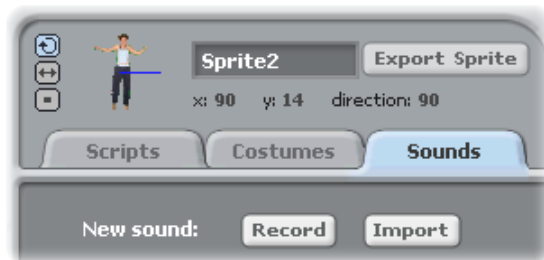 Sprite2 Export Sprite
x: 90 y: 14 direction: 90
Scripts Costumes Sounds
New sound: Record Import